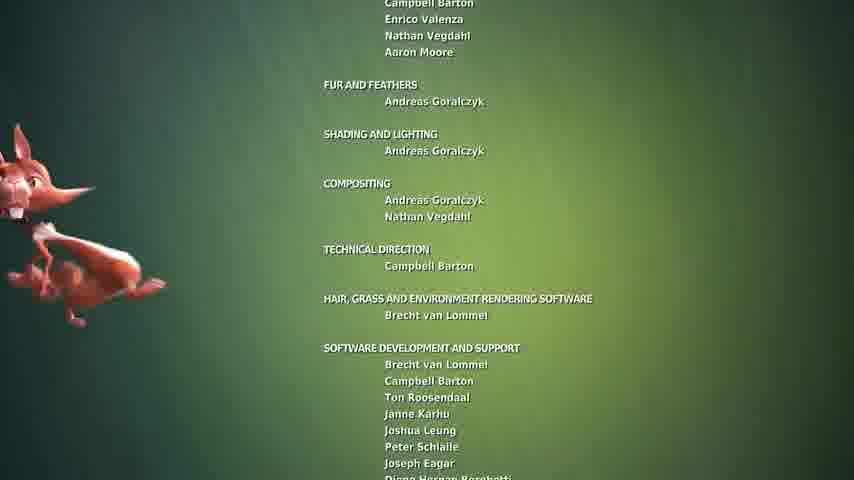 Campbell Barton
Enrico Valenza
Nathan Vegdahl
Aaron Moore
FUR AND FEATHERS
Andreas Goralczyk
SHADING AND LIGHTING
Andreas Goralczyk
COMPOSITING
Andreas Goralczyk
Nathan Vegdahl
TECHNICAL DIRECTION
Campbell Barton
HAIR, GRASS AND ENVIRONMENT RENDERING SOFTWARE
Brecht van Lommel
SOFTWARE DEVELOPMENT AND SUPPORT
Brecht van Lommel
Campbell Barton
Ton Roosendaal
Janne Karhu
Joshua Leung
Peter Schlaile
Joseph Eagar